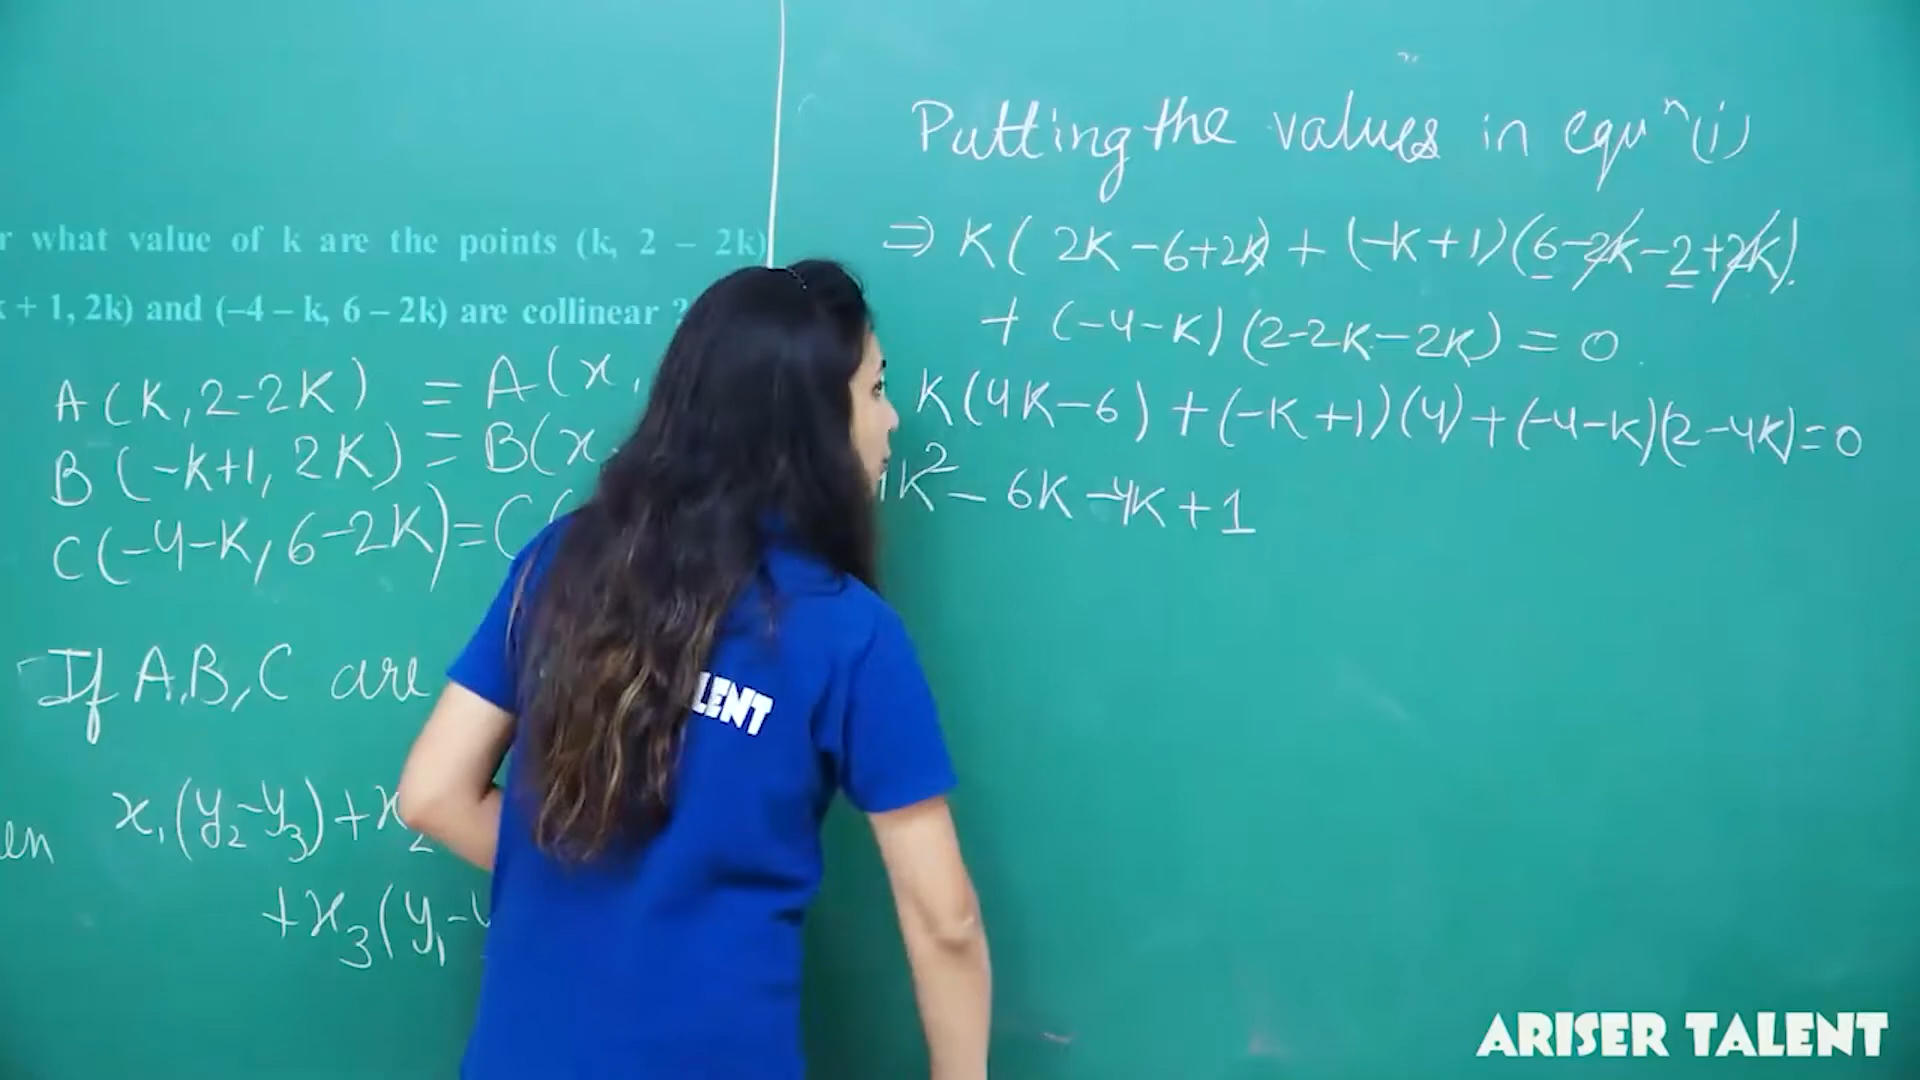 r what value of k are the points (k, 2 – 2k)
k + 1, 2k) and (–4 – k, 6 – 2k) are collinear ?
A(K, 2-2K) = A(x,
B(-K+1, 2K) = B(x
C(-4-K, 6-2K) = C(
If A,B,C are
en x₁(y₂-y₃)+x₂
+x₃(y₁-y
Putting the values in equⁿ(i)
⇒ K(2K-6+2K)+(-K+1)(6-2K-2+2K)
+(-4-K)(2-2K-2K)=0
K(4K-6)+(-K+1)(4)+(-4-K)(2-4K)=0
4K²-6K-4K+1
LENT
ARISER TALENT